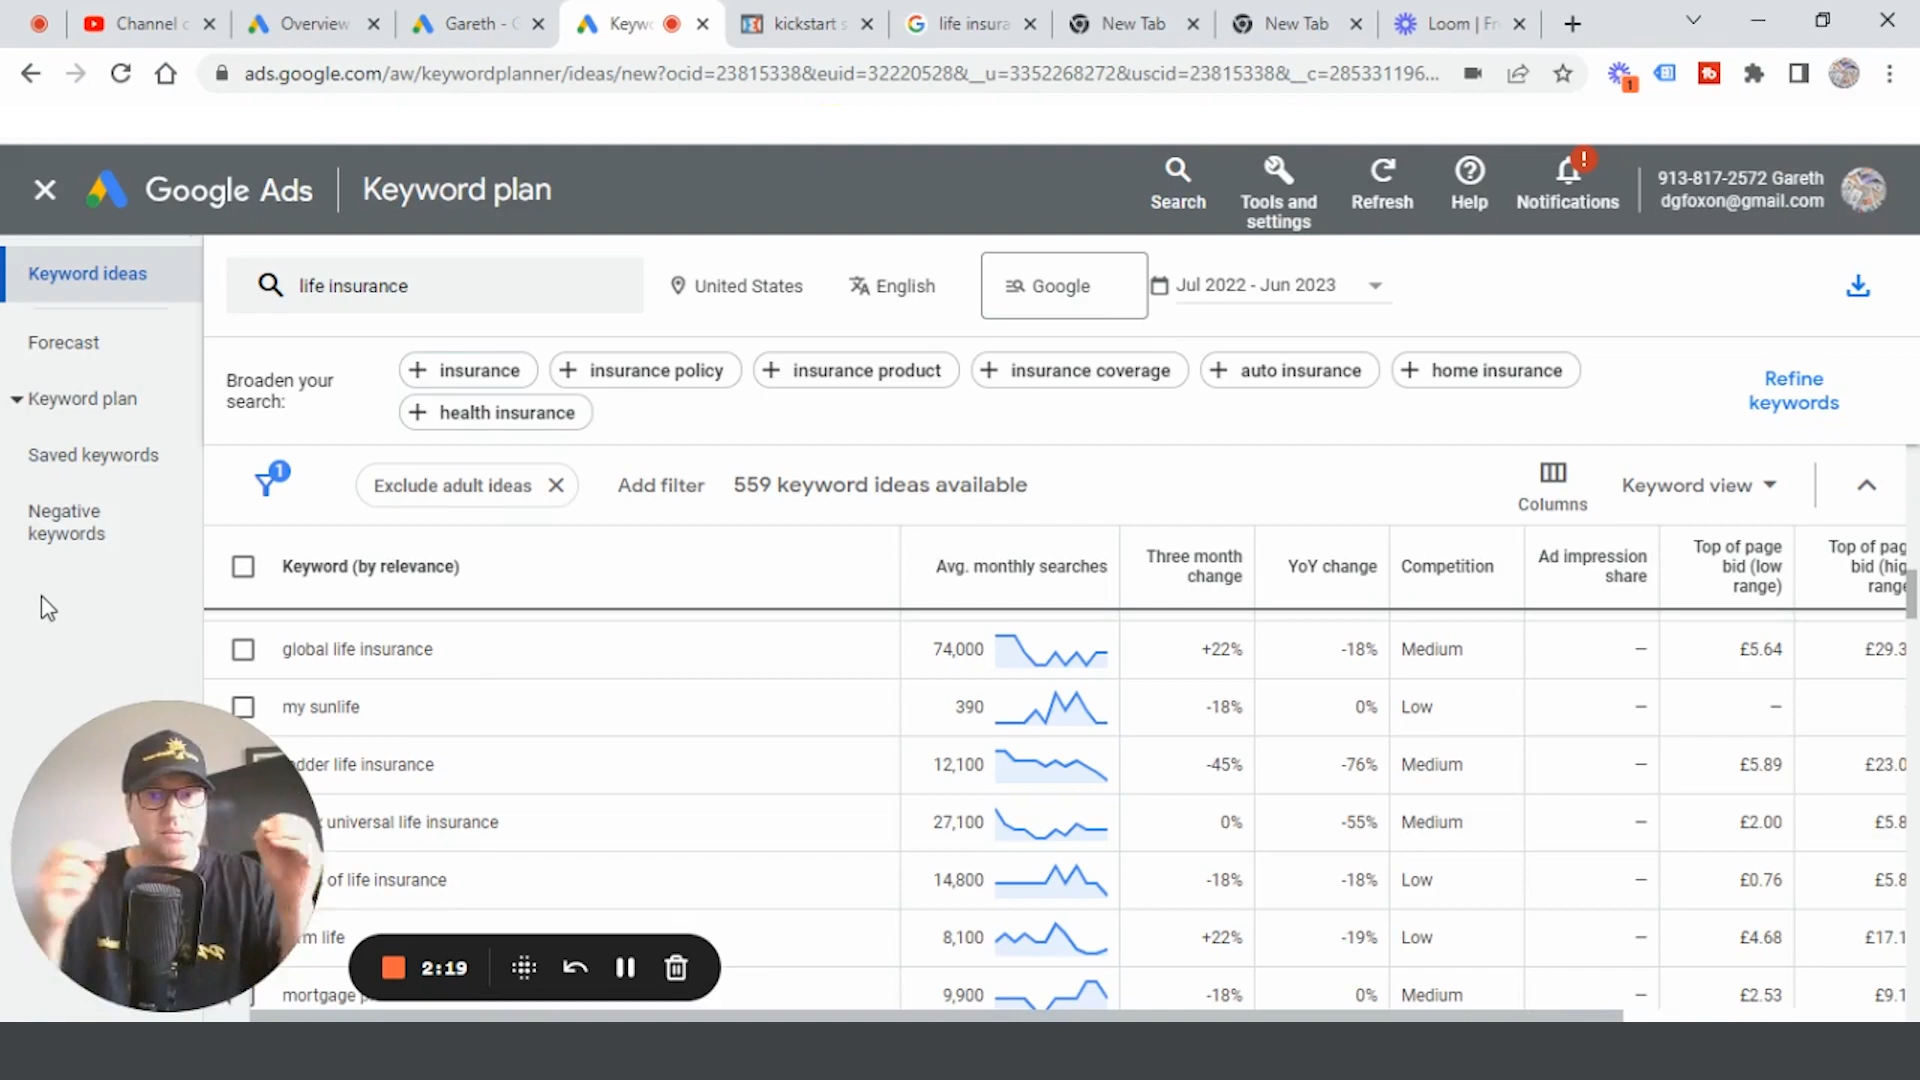 Channel c
Overview
Gareth - G
Keywo
kickstart s
life insura
New Tab
New Tab
Loom | Fr
ads.google.com/aw/keywordplanner/ideas/new?ocid=23815338&euid=32220528&__u=3352268272&uscid=23815338&__c=285331196...
1
Google Ads
Keyword plan
Search
Tools and settings
Refresh
Help
!
Notifications
913-817-2572 Gareth
dgfoxon@gmail.com
Keyword ideas
Forecast
Keyword plan
Saved keywords
Negative
keywords
life insurance
United States
English
Google
Jul 2022 - Jun 2023
Broaden your
search:
insurance
insurance policy
insurance product
insurance coverage
auto insurance
home insurance
health insurance
Refine
keywords
1
Exclude adult ideas
Add filter
559 keyword ideas available
Columns
Keyword view
Keyword (by relevance) Avg. monthly searches Three month change YoY change Competition Ad impression share Top of page bid (low range) Top of pag bid (hig range
global life insurance 74,000 +22% -18% Medium – £5.64 £29.3
my sunlife 390 -18% 0% Low – –
dder life insurance 12,100 -45% -76% Medium – £5.89 £23.0
universal life insurance 27,100 0% -55% Medium – £2.00 £5.8
of life insurance 14,800 -18% -18% Low – £0.76 £5.8
m life 8,100 +22% -19% Low – £4.68 £17.1
mortgage p 9,900 -18% 0% Medium – £2.53 £9.1
2:19